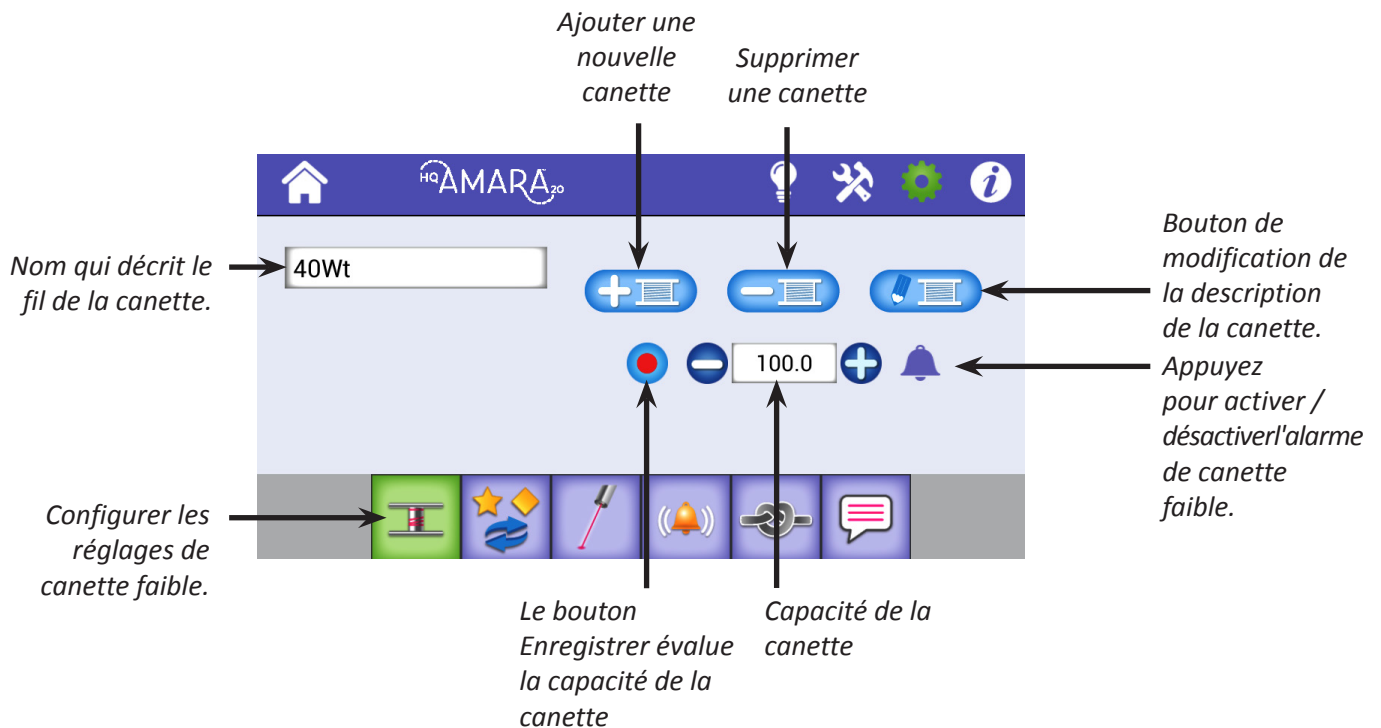 Ajouter une
nouvelle
canette
Supprimer
une canette
HQ AMARA 20
i
Nom qui décrit le
fil de la canette.
40Wt
Bouton de
modification de
la description
de la canette.
100.0
Appuyez
pour activer /
désactiverl'alarme
de canette
faible.
Configurer les
réglages de
canette faible.
Le bouton
Enregistrer évalue
la capacité de la
canette
Capacité de la
canette